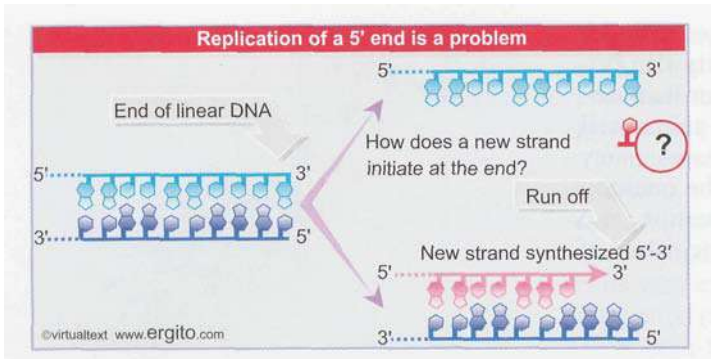 Replication of a 5' end is a problem
5'
3'
End of linear DNA
How does a new strand
initiate at the end?
?
5'
3'
3'
5'
Run off
New strand synthesized 5'-3'
5'
3'
3'
5'
©virtualtext www.ergito.com